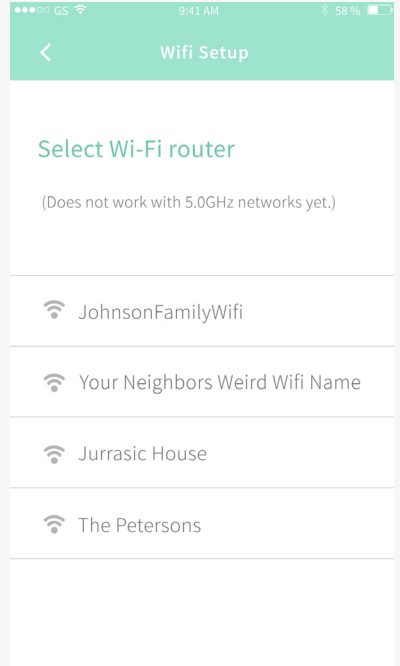 GS 9:41 AM 58 %
Wifi Setup
Select Wi-Fi router
(Does not work with 5.0GHz networks yet.)
JohnsonFamilyWifi
Your Neighbors Weird Wifi Name
Jurrasic House
The Petersons